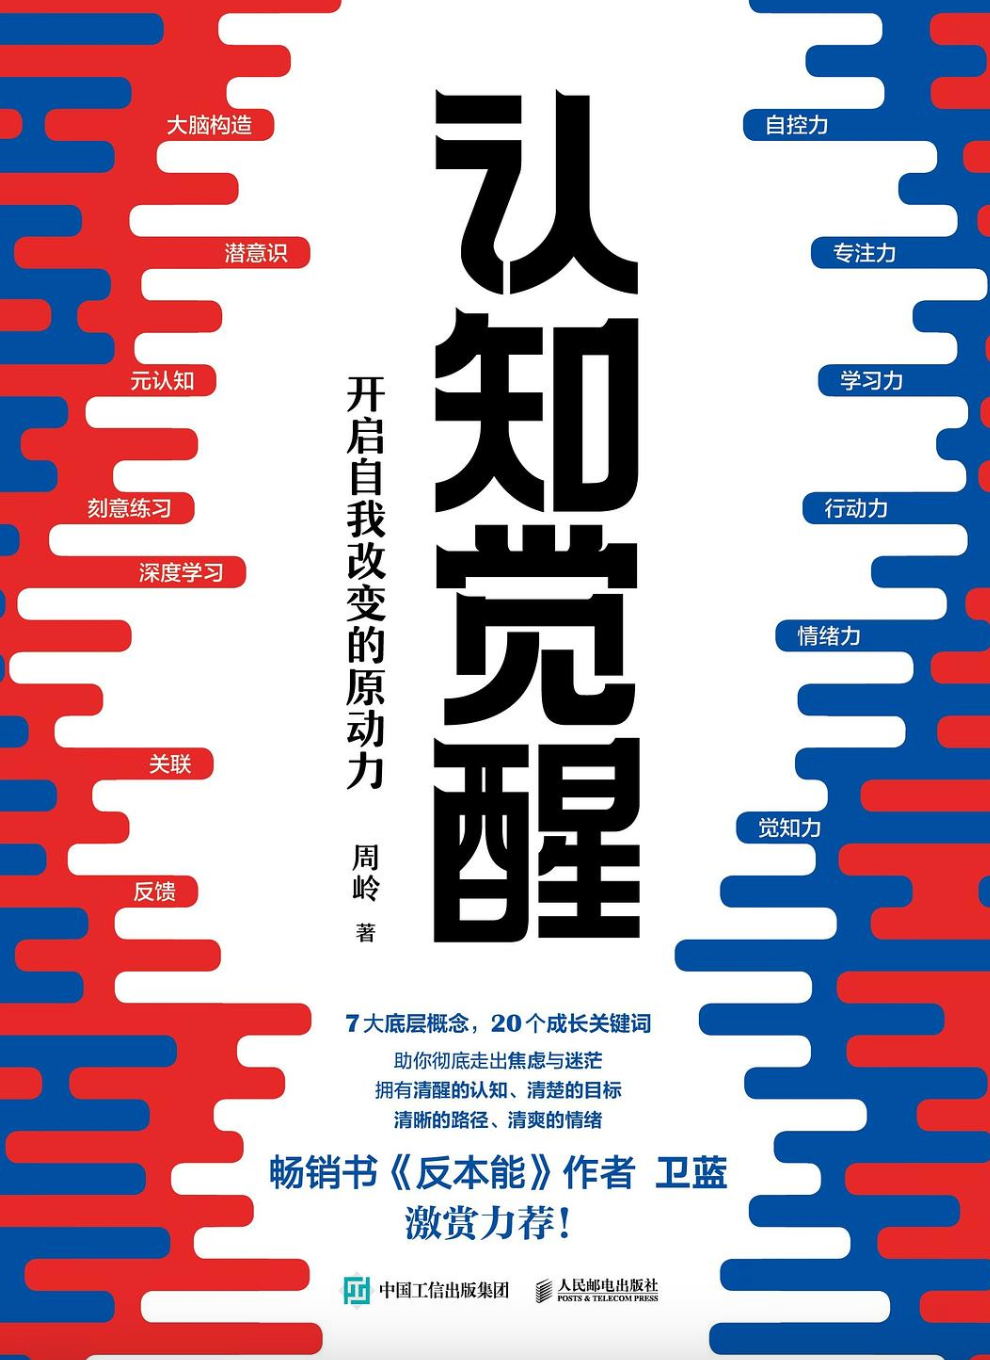 认知觉醒
开启自我改变的原动力
周岭 著
大脑构造
潜意识
元认知
刻意练习
深度学习
关联
反馈
自控力
专注力
学习力
行动力
情绪力
觉知力
7大底层概念，20个成长关键词
助你彻底走出焦虑与迷茫
拥有清醒的认知、清楚的目标
清晰的路径、清爽的情绪
畅销书《反本能》作者 卫蓝
激赏力荐！
中国工信出版集团
人民邮电出版社
POSTS & TELECOM PRESS